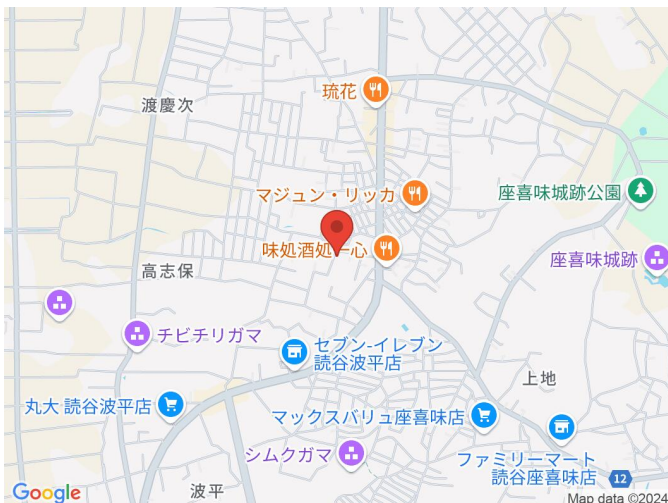 琉花
渡慶次
マジュン・リッカ
座喜味城跡公園
味処酒処一心
座喜味城跡
高志保
チビチリガマ
セブン-イレブン
読谷波平店
上地
丸大 読谷波平店
マックスバリュ座喜味店
シムクガマ
ファミリーマート
読谷座喜味店
12
波平
Google
Map data ©2024